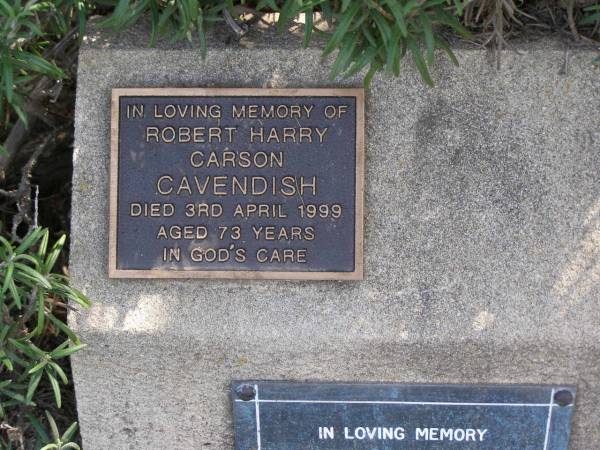 IN LOVING MEMORY OF
ROBERT HARRY
CARSON
CAVENDISH
DIED 3RD APRIL 1999
AGED 73 YEARS
IN GOD'S CARE
IN LOVING MEMORY